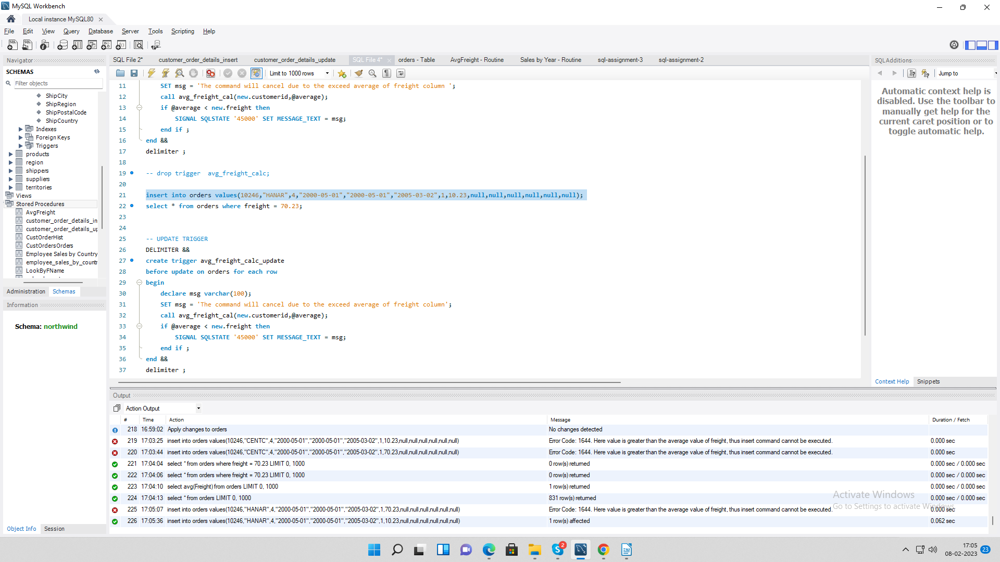 MySQL Workbench
Local instance MySQL80
File Edit View Query Database Server Tools Scripting Help
Navigator
SCHEMAS
Filter objects
ShipCity
ShipRegion
ShipPostalCode
ShipCountry
Indexes
Foreign Keys
Triggers
products
region
shippers
suppliers
territories
Views
Stored Procedures
AvgFreight
customer_order_details_in
customer_order_details_up
CustOrderHist
CustOrdersOrders
Employee Sales by Country
employee_sales_by_countr
LookByFName
Administration Schemas
Information
Schema: northwind
Object Info Session
SQL File 2* customer_order_details_insert customer_order_details_update SQL File 4* orders - Table AvgFreight - Routine Sales by Year - Routine sql-assignment-3 sql-assignment-2
Limit to 1000 rows
11 SET msg = 'The command will cancel due to the exceed average of freight column ';
12 call avg_freight_cal(new.customerid,@average);
13 if @average < new.freight then
14 SIGNAL SQLSTATE '45000' SET MESSAGE_TEXT = msg;
15 end if ;
16 end &&
17 delimiter ;
18
19 -- drop trigger avg_freight_calc;
20
21 insert into orders values(10246,"HANAR",4,"2000-05-01","2000-05-01","2005-03-02",1,10.23,null,null,null,null,null,null);
22 select * from orders where freight = 70.23;
23
24
25 -- UPDATE TRIGGER
26 DELIMITER &&
27 create trigger avg_freight_calc_update
28 before update on orders for each row
29 begin
30 declare msg varchar(100);
31 SET msg = 'The command will cancel due to the exceed average of freight column';
32 call avg_freight_cal(new.customerid,@average);
33 if @average < new.freight then
34 SIGNAL SQLSTATE '45000' SET MESSAGE_TEXT = msg;
35 end if ;
36 end &&
37 delimiter ;
SQLAdditions
Jump to
Automatic context help is
disabled. Use the toolbar to
manually get help for the
current caret position or to
toggle automatic help.
Context Help Snippets
Output
Action Output
# Time Action Message Duration / Fetch
218 16:59:02 Apply changes to orders No changes detected
219 17:03:25 insert into orders values(10246,"CENTC",4,"2000-05-01","2000-05-01","2005-03-02",1,10.23,null,null,null,null,null,null) Error Code: 1644. Here value is greater than the average value of freight, thus insert command cannot be executed. 0.000 sec
220 17:03:44 insert into orders values(10246,"CENTC",4,"2000-05-01","2000-05-01","2005-03-02",1,70.23,null,null,null,null,null,null) Error Code: 1644. Here value is greater than the average value of freight, thus insert command cannot be executed. 0.000 sec
221 17:04:04 select * from orders where freight = 70.23 LIMIT 0, 1000 0 row(s) returned 0.000 sec / 0.000 sec
222 17:04:06 select * from orders where freight = 70.23 LIMIT 0, 1000 0 row(s) returned 0.000 sec / 0.000 sec
223 17:04:10 select avg(Freight) from orders LIMIT 0, 1000 1 row(s) returned 0.000 sec / 0.000 sec
224 17:04:13 select * from orders LIMIT 0, 1000 831 row(s) returned 0.000 sec / 0.000 sec
225 17:05:07 insert into orders values(10246,"HANAR",4,"2000-05-01","2000-05-01","2005-03-02",1,70.23,null,null,null,null,null,null) Error Code: 1644. Here value is greater than the average value of freight, thus insert command cannot be executed. 0.000 sec
226 17:05:36 insert into orders values(10246,"HANAR",4,"2000-05-01","2000-05-01","2005-03-02",1,10.23,null,null,null,null,null,null) 1 row(s) affected 0.062 sec
Activate Windows
Go to Settings to activate Windows.
2
17:05
08-02-2023
23